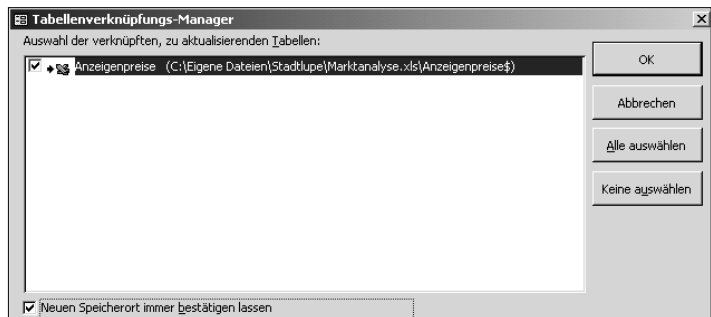 Tabellenverknüpfungs-Manager
Auswahl der verknüpften, zu aktualisierenden Tabellen:
Anzeigenpreise (C:\Eigene Dateien\Stadtlupe\Marktanalyse.xls\Anzeigenpreise$)
OK
Abbrechen
Alle auswählen
Keine auswählen
Neuen Speicherort immer bestätigen lassen